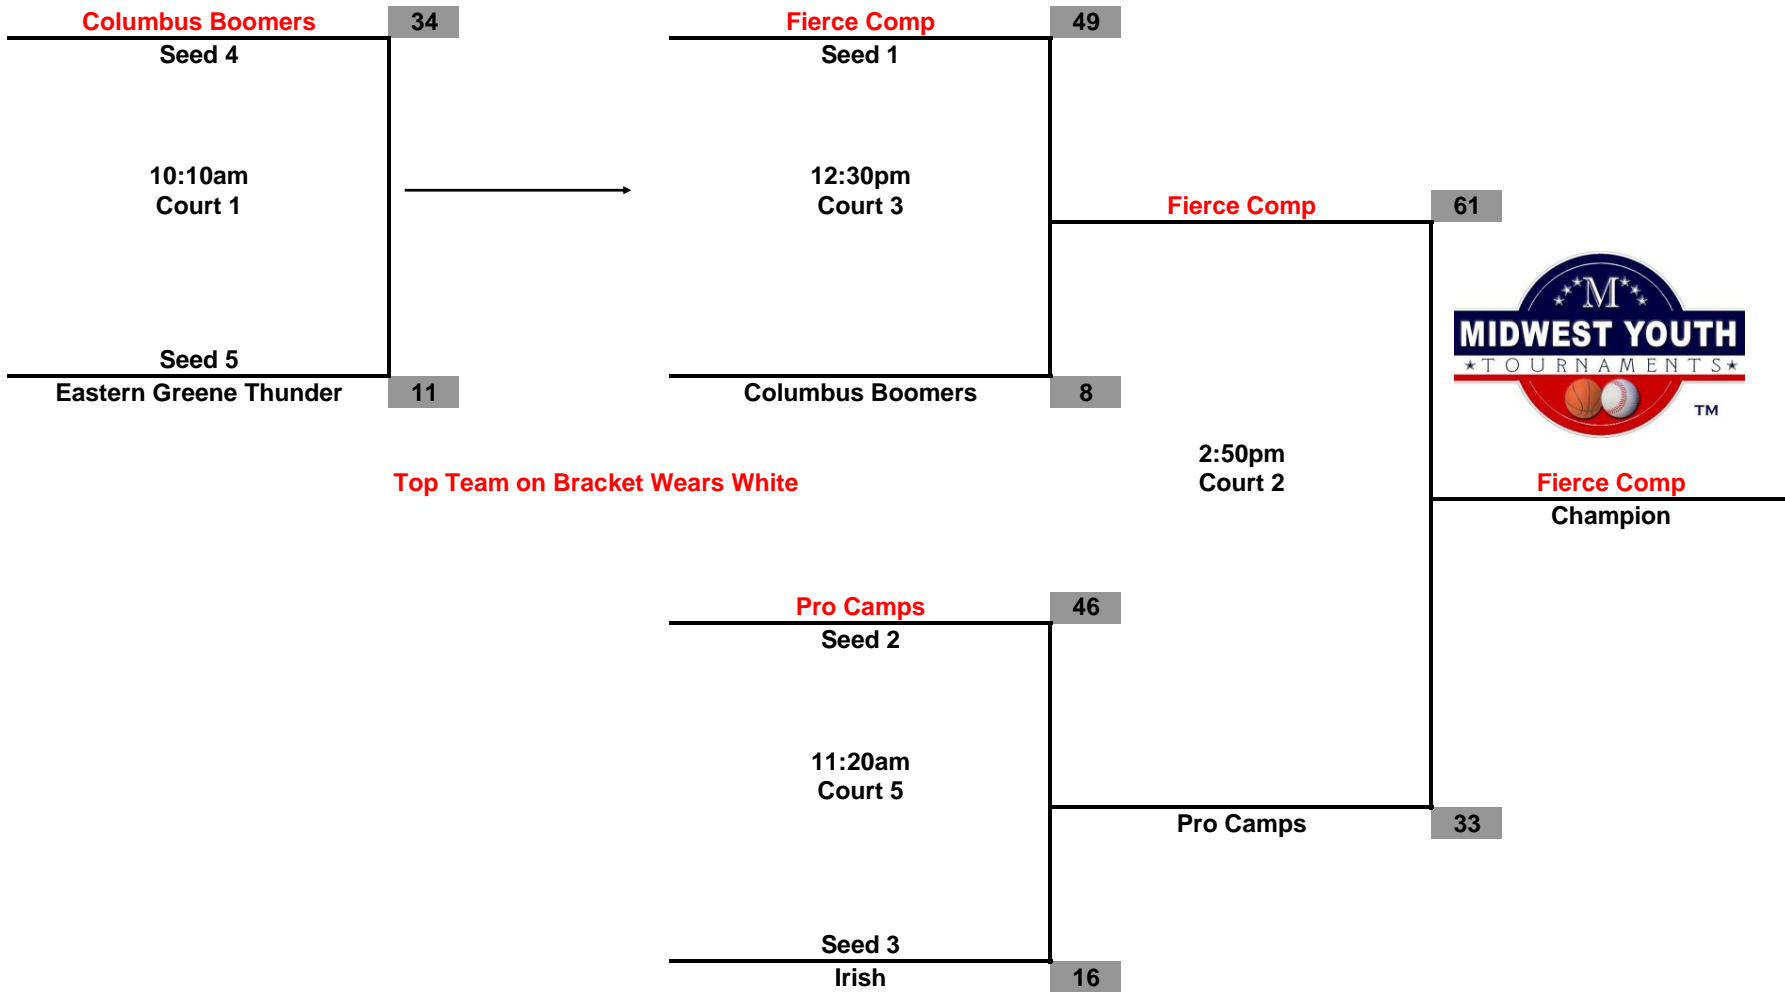 Columbus Boomers 34
Seed 4
10:10am
Court 1
Seed 5
Eastern Greene Thunder 11
Fierce Comp 49
Seed 1
12:30pm
Court 3
Columbus Boomers 8
Top Team on Bracket Wears White
Pro Camps 46
Seed 2
11:20am
Court 5
Seed 3
Irish 16
Fierce Comp 61
2:50pm
Court 2
Pro Camps 33
M
MIDWEST YOUTH
TOURNAMENTS
TM
Fierce Comp
Champion